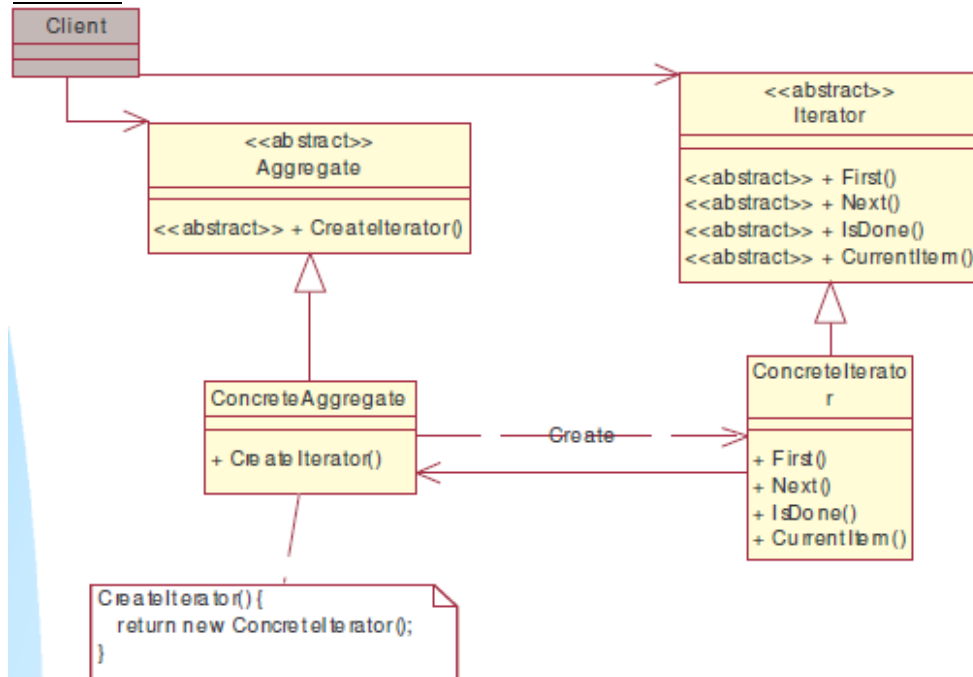 Client
<<abstract>>
Iterator
<<abstract>> + First()
<<abstract>> + Next()
<<abstract>> + IsDone()
<<abstract>> + CurrentItem()
<<abstract>>
Aggregate
<<abstract>> + CreateIterator()
ConcreteAggregate
+ CreateIterator()
Create
ConcreteIterato
r
+ First()
+ Next()
+ IsDone()
+ CurrentItem()
CreateIterator() {
return new ConcreteIterator();
}